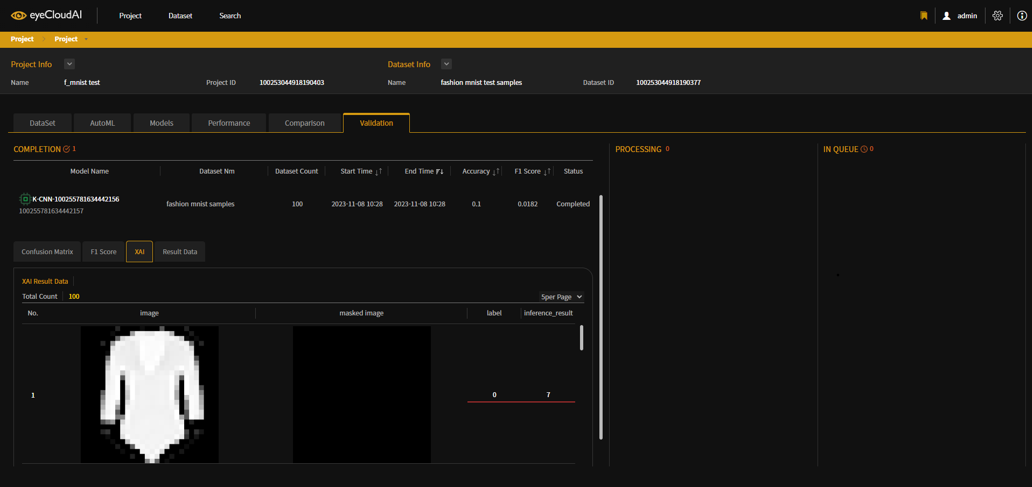 eyeCloudAI
Project Dataset Search
admin
Project Project
Project Info
Dataset Info
Name f_mnist test Project ID 100253044918190403
Name fashion mnist test samples Dataset ID 100253044918190377
DataSet AutoML Models Performance Comparison Validation
COMPLETION 1
PROCESSING 0
IN QUEUE 0
Model Name Dataset Nm Dataset Count Start Time ↓↑ End Time Accuracy ↓↑ F1 Score ↓↑ Status
K-CNN-100255781634442156
100255781634442157
fashion mnist samples 100 2023-11-08 10:28 2023-11-08 10:28 0.1 0.0182 Completed
Confusion Matrix F1 Score XAI Result Data
XAI Result Data
Total Count 100
5per Page
No. image masked image label inference_result
1 0 7